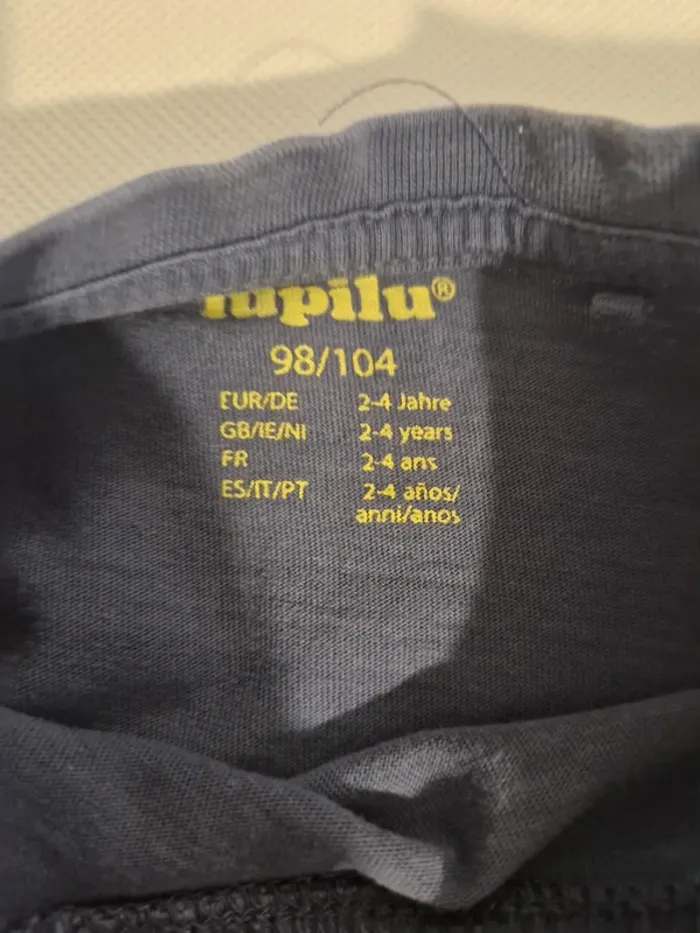 lupilu®
98/104
EUR/DE 2-4 Jahre
GB/IE/NI 2-4 years
FR 2-4 ans
ES/IT/PT 2-4 años/
anni/anos